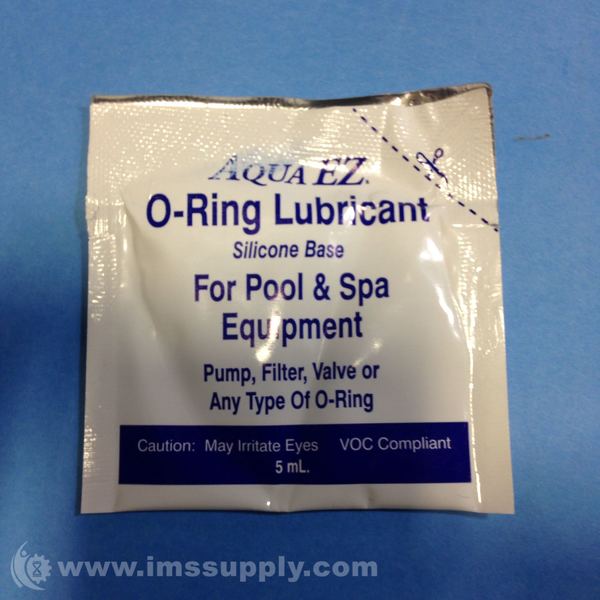 AQUA EZ.
O-Ring Lubricant
Silicone Base
For Pool & Spa
Equipment
Pump, Filter, Valve or
Any Type Of O-Ring
Caution: May Irritate Eyes VOC Compliant
5 mL.
www.imssupply.com